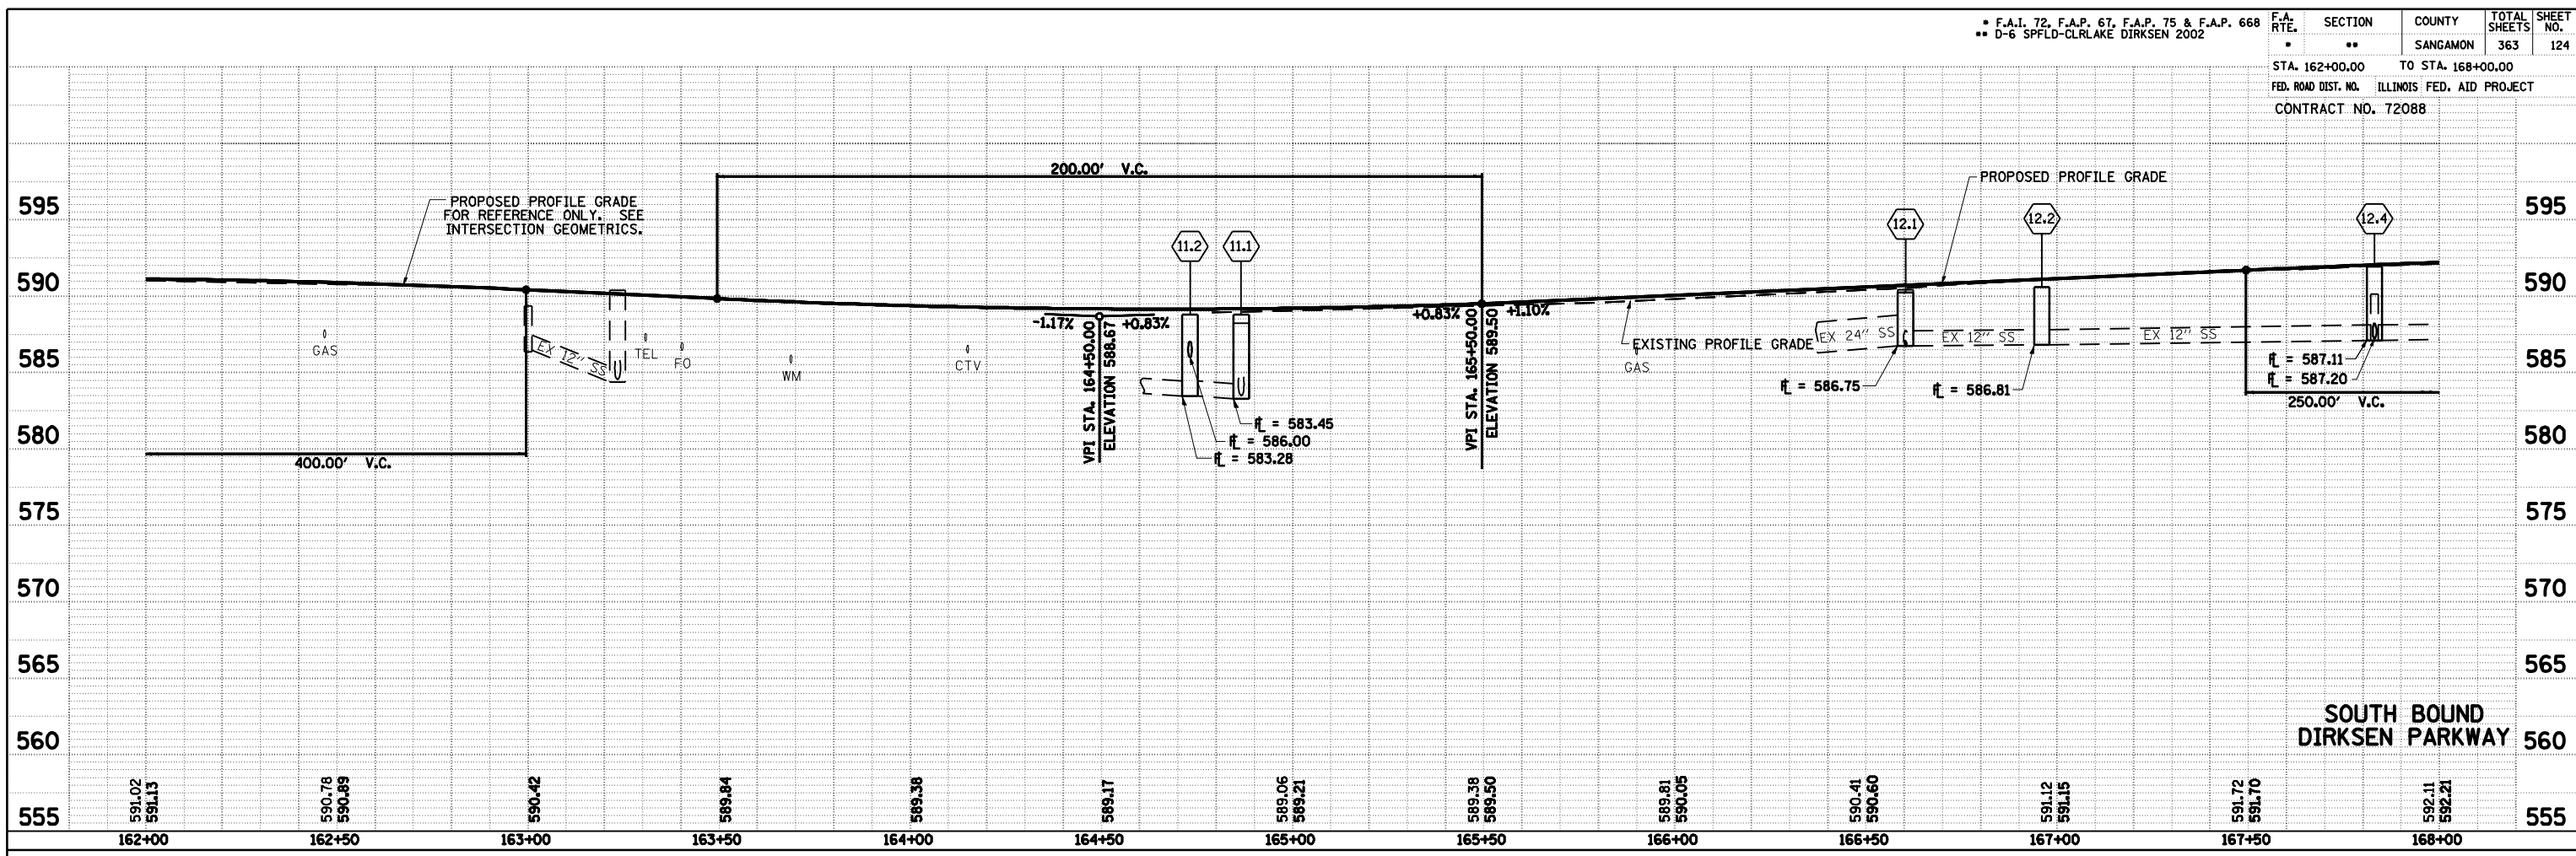 * F.A.I. 72, F.A.P. 67, F.A.P. 75 & F.A.P. 668
** D-6 SPFLD-CLRLAKE DIRKSEN 2002
F.A. RTE. SECTION COUNTY TOTAL SHEETS SHEET NO.
* ** SANGAMON 363 124
STA. 162+00.00 TO STA. 168+00.00
FED. ROAD DIST. NO. ILLINOIS FED. AID PROJECT
CONTRACT NO. 72088
200.00' V.C.
PROPOSED PROFILE GRADE
FOR REFERENCE ONLY. SEE
INTERSECTION GEOMETRICS.
PROPOSED PROFILE GRADE
595 595
11.2 11.1 12.1 12.2 12.4
590 590
-1.17% +0.83% +0.83% +1.10%
GAS
EX 12" SS
TEL
FO
WM
CTV
EXISTING PROFILE GRADE
GAS
EX 24" SS
EX 12" SS
EX 12" SS
585 585
VPI STA. 164+50.00
ELEVATION 588.67
VPI STA. 165+50.00
ELEVATION 589.50
FL = 587.11
FL = 587.20
FL = 586.75
FL = 586.81
250.00' V.C.
FL = 583.45
FL = 586.00
FL = 583.28
580 580
400.00' V.C.
575 575
570 570
565 565
SOUTH BOUND
DIRKSEN PARKWAY
560 560
591.02
591.13
590.78
590.89
590.42
589.84
589.38
589.17
589.06
589.21
589.38
589.50
589.81
590.05
590.41
590.60
591.12
591.15
591.72
591.70
592.11
592.21
555 555
162+00 162+50 163+00 163+50 164+00 164+50 165+00 165+50 166+00 166+50 167+00 167+50 168+00